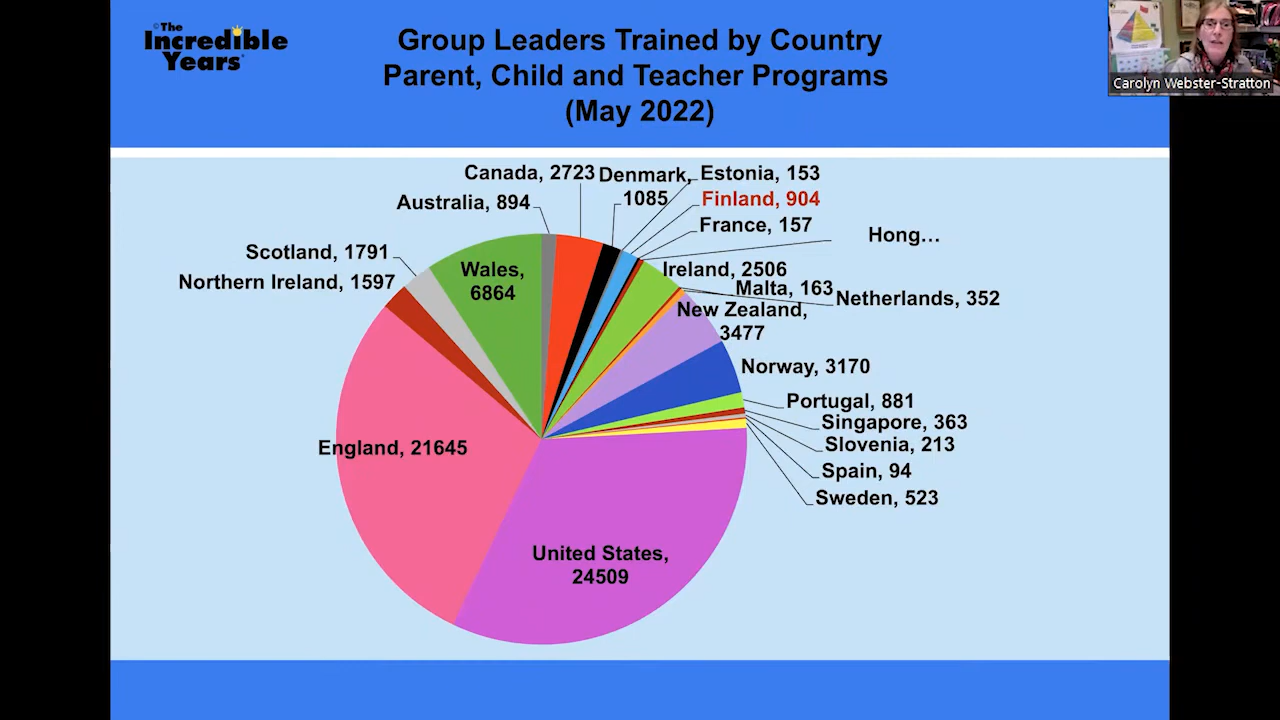 ©The
Incredible
Years®
Group Leaders Trained by Country
Parent, Child and Teacher Programs
(May 2022)
Carolyn Webster-Stratton
Canada, 2723
Denmark,
1085
Estonia, 153
Australia, 894
Finland, 904
France, 157
Hong…
Scotland, 1791
Wales,
6864
Ireland, 2506
Northern Ireland, 1597
Malta, 163
Netherlands, 352
New Zealand,
3477
Norway, 3170
Portugal, 881
Singapore, 363
England, 21645
Slovenia, 213
Spain, 94
Sweden, 523
United States,
24509